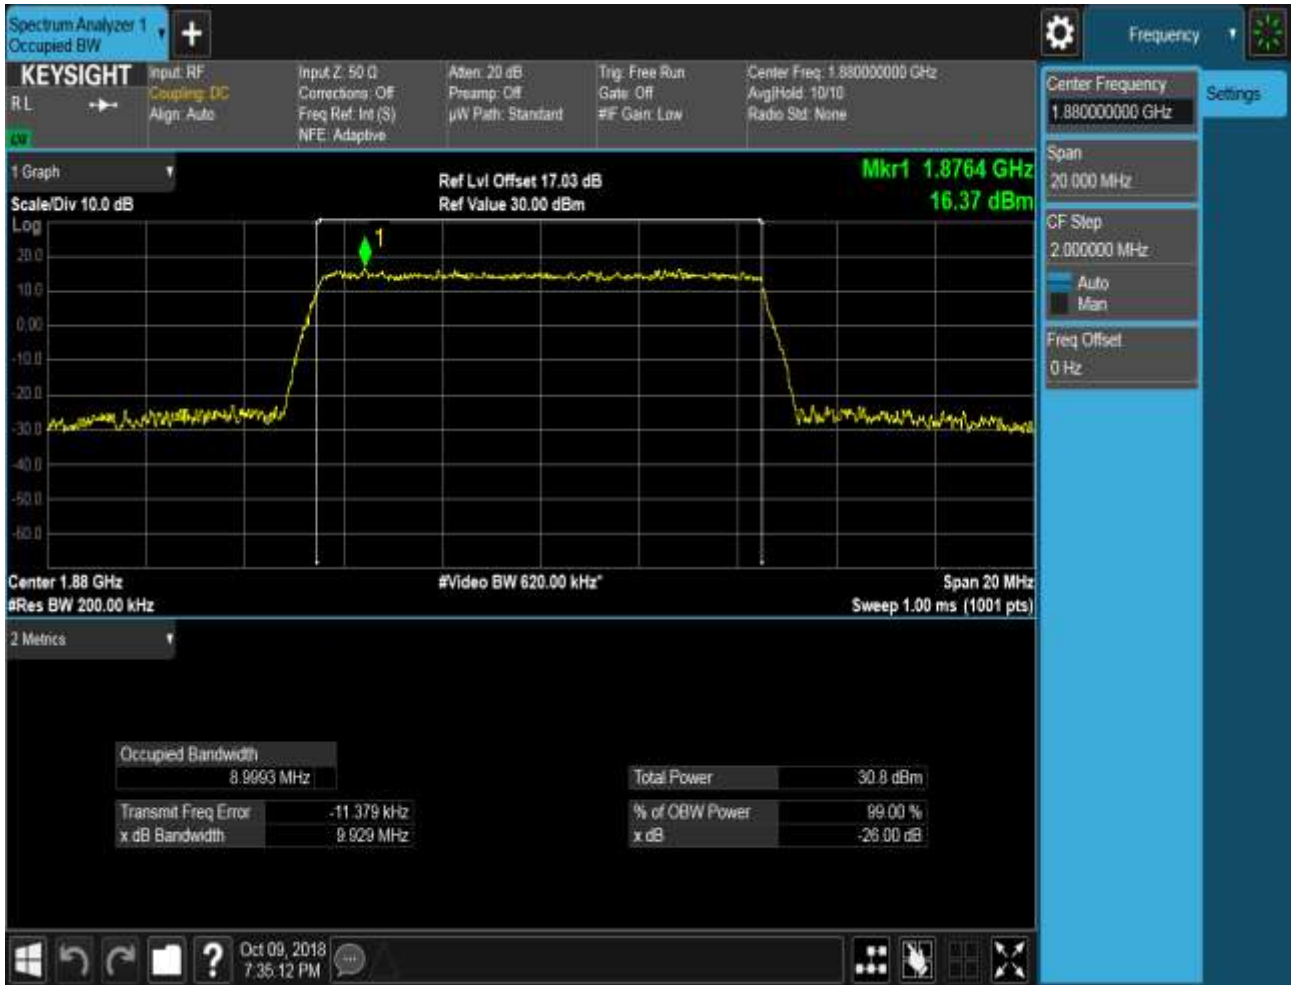 Spectrum Analyzer 1
Occupied BW
Frequency
KEYSIGHT
RL
Input: RF
Coupling: DC
Align: Auto
Input Z: 50 Ω
Corrections: Off
Freq Ref: Int (S)
NFE: Adaptive
Atten: 20 dB
Preamp: Off
µW Path: Standard
Trig: Free Run
Gate: Off
#IF Gain: Low
Center Freq: 1.880000000 GHz
Avg|Hold: 10/10
Radio Std: None
Center Frequency
1.880000000 GHz
Settings
Span
20.000 MHz
CF Step
2.000000 MHz
Auto
Man
Freq Offset
0 Hz
1 Graph
Scale/Div 10.0 dB
Ref Lvl Offset 17.03 dB
Ref Value 30.00 dBm
Mkr1 1.8764 GHz
16.37 dBm
Log
1
20.0
10.0
0.00
-10.0
-20.0
-30.0
-40.0
-50.0
-60.0
Center 1.88 GHz
#Video BW 620.00 kHz*
Span 20 MHz
#Res BW 200.00 kHz
Sweep 1.00 ms (1001 pts)
2 Metrics
Occupied Bandwidth
8.9993 MHz
Total Power 30.8 dBm
Transmit Freq Error -11.379 kHz
% of OBW Power 99.00 %
x dB Bandwidth 9.929 MHz
x dB -26.00 dB
?
Oct 09, 2018
7:35:12 PM